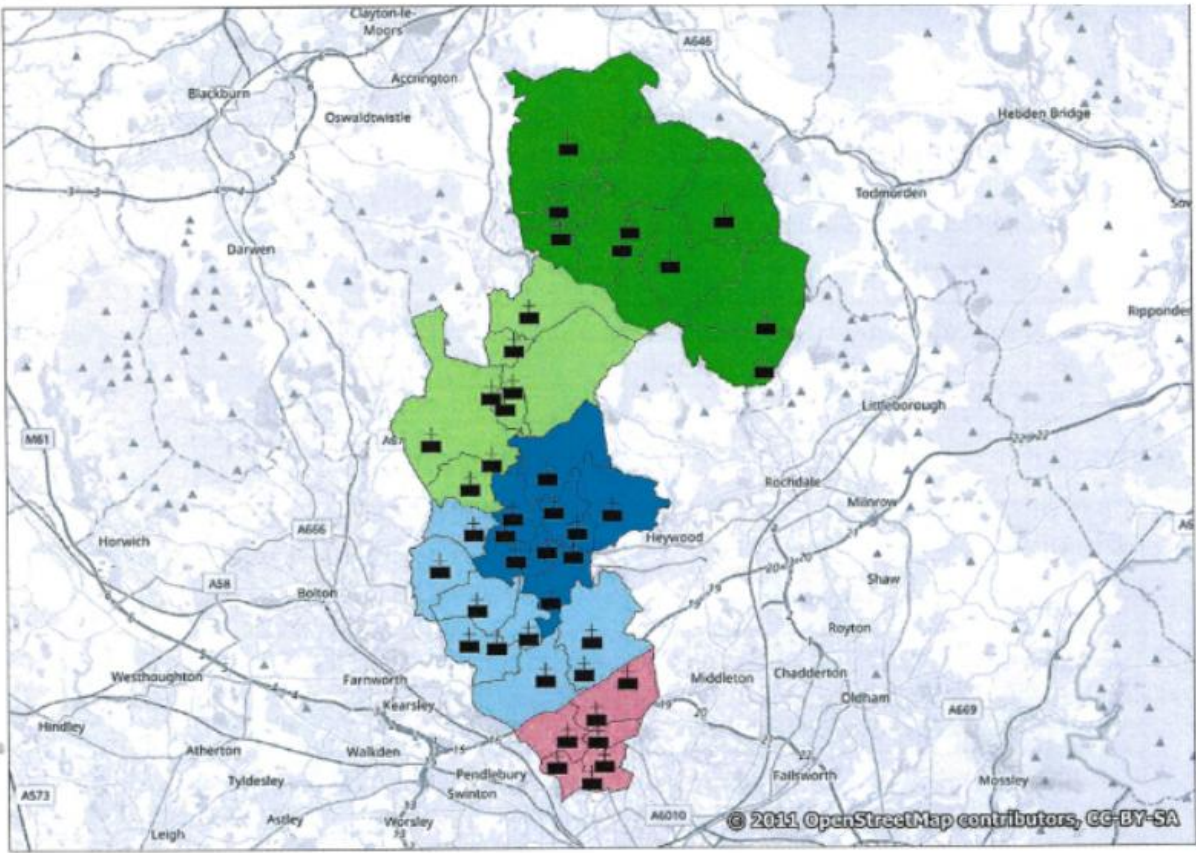 Clayton-le-
Moors
A646
Accrington
Blackburn
Hebden Bridge
Oswaldtwistle
Todmorden
Darwen
Ripponden
Littleborough
M61
Rochdale
Milnrow
A666
Heywood
Horwich
A58
Shaw
Bolton
Royton
Westhoughton
Farnworth
Middleton
Chadderton
Kearsley
Oldham
A669
Hindley
Atherton
Walkden
Pendlebury
Tyldesley
Swinton
Failsworth
Mossley
A573
Astley
Worsley
A6010
Leigh
© 2011 OpenStreetMap contributors, CC-BY-SA